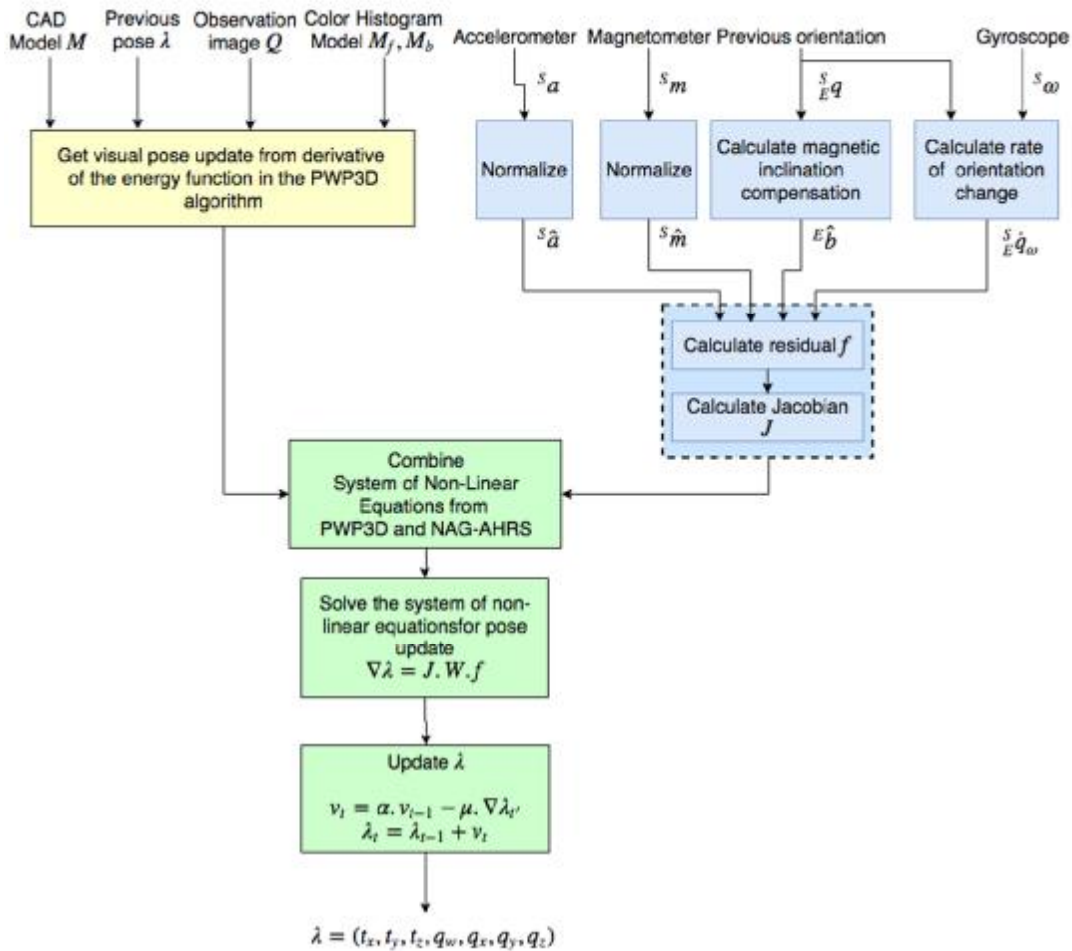 CAD
Model M
Previous
pose λ
Observation
image Q
Color Histogram
Model M_f, M_b
Accelerometer
Magnetometer
Previous orientation
Gyroscope
^S a
^S m
^S_E q
^S ω
Get visual pose update from derivative
of the energy function in the PWP3D
algorithm
Normalize
Normalize
Calculate magnetic
inclination
compensation
Calculate rate
of orientation
change
^S â
^S m̂
^E b̂
^S_E q̇_ω
Calculate residual f
Calculate Jacobian
J
Combine
System of Non-Linear
Equations from
PWP3D and NAG-AHRS
Solve the system of non-
linear equationsfor pose
update
∇λ = J. W. f
Update λ
v_t = α. v_{t−1} − μ. ∇λ_{t′}
λ_t = λ_{t−1} + v_t
λ = (t_x, t_y, t_z, q_w, q_x, q_y, q_z)